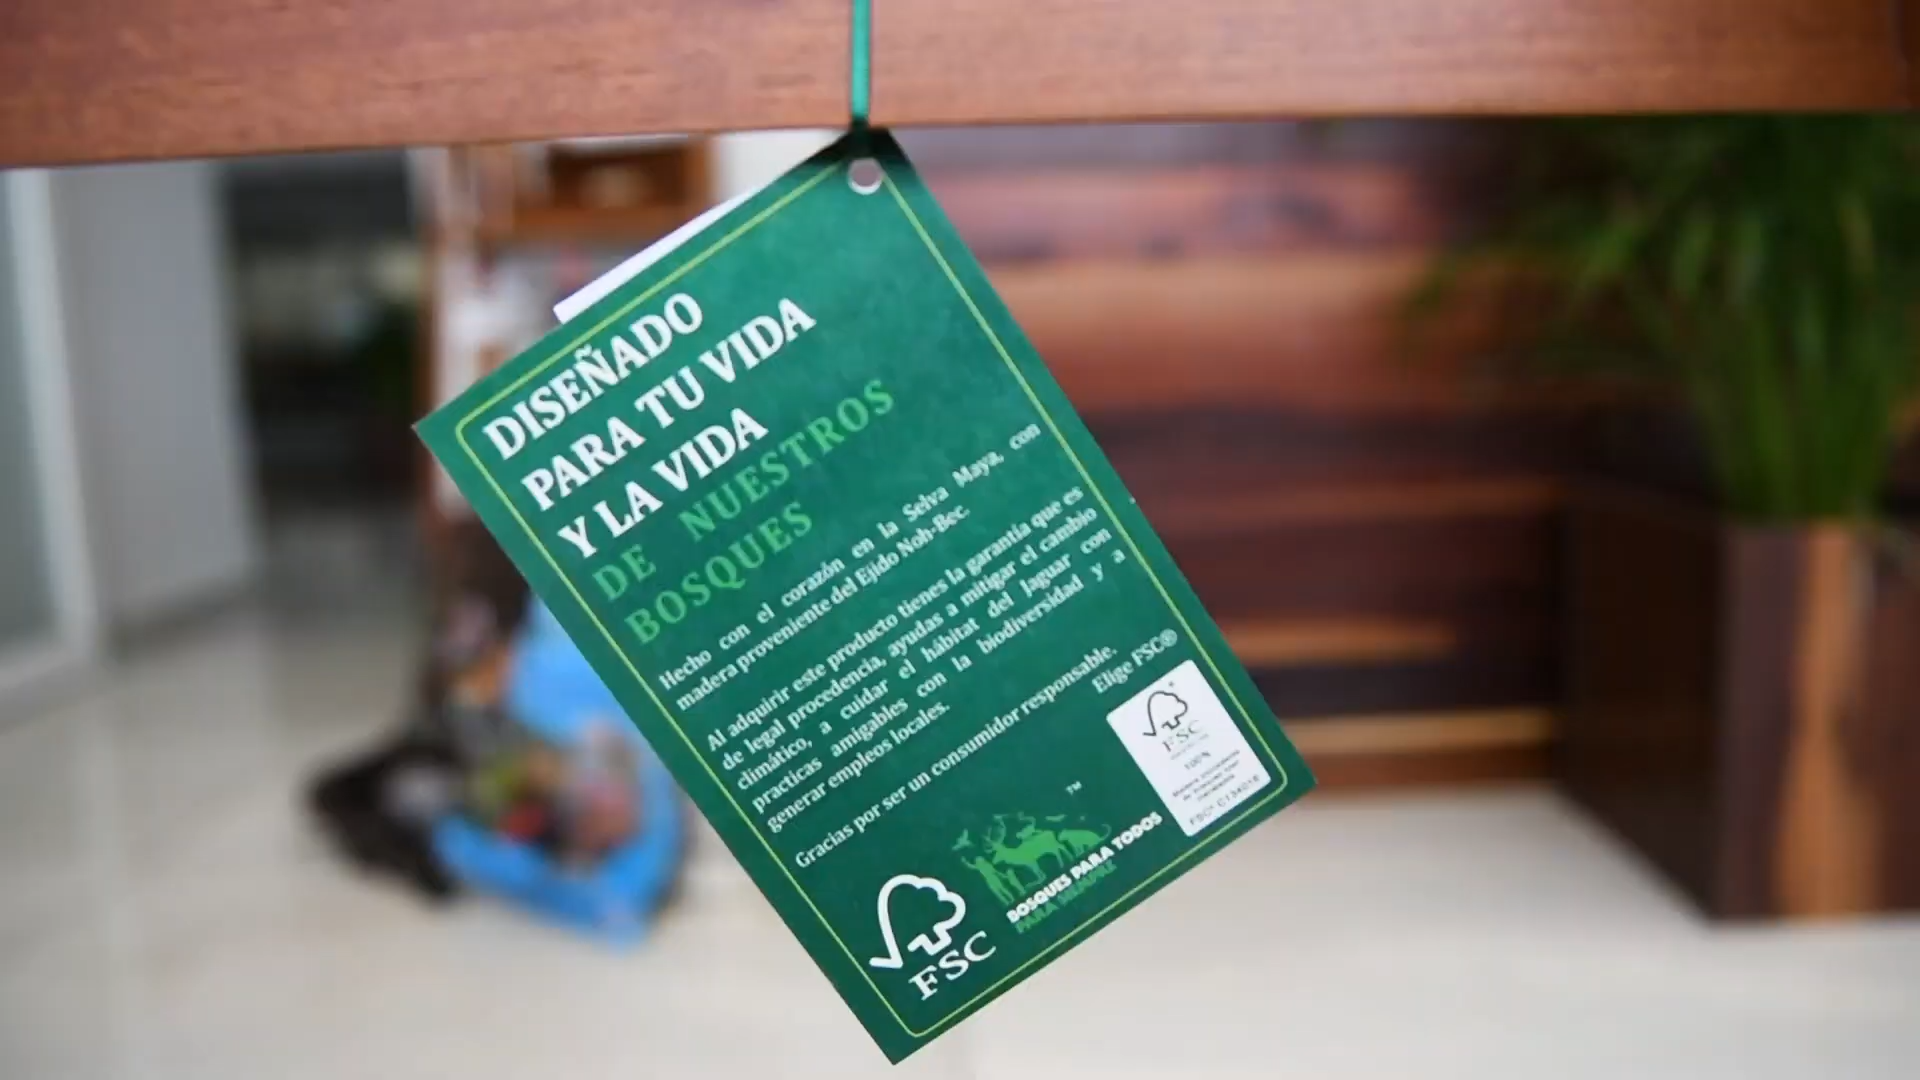 DISEÑADO
PARA TU VIDA
Y LA VIDA
DE NUESTROS
BOSQUES
Hecho con el corazón en la Selva Maya, con
madera proveniente del Ejido Noh-Bec.
Al adquirir este producto tienes la garantía que es
de legal procedencia, ayudas a mitigar el cambio
climático, a cuidar el hábitat del Jaguar con
practicas amigables con la biodiversidad y a
generar empleos locales.
Gracias por ser un consumidor responsable.
Elige FSC®
FSC
100%
FSC® C134016
™
BOSQUES PARA TODOS
PARA SIEMPRE
FSC